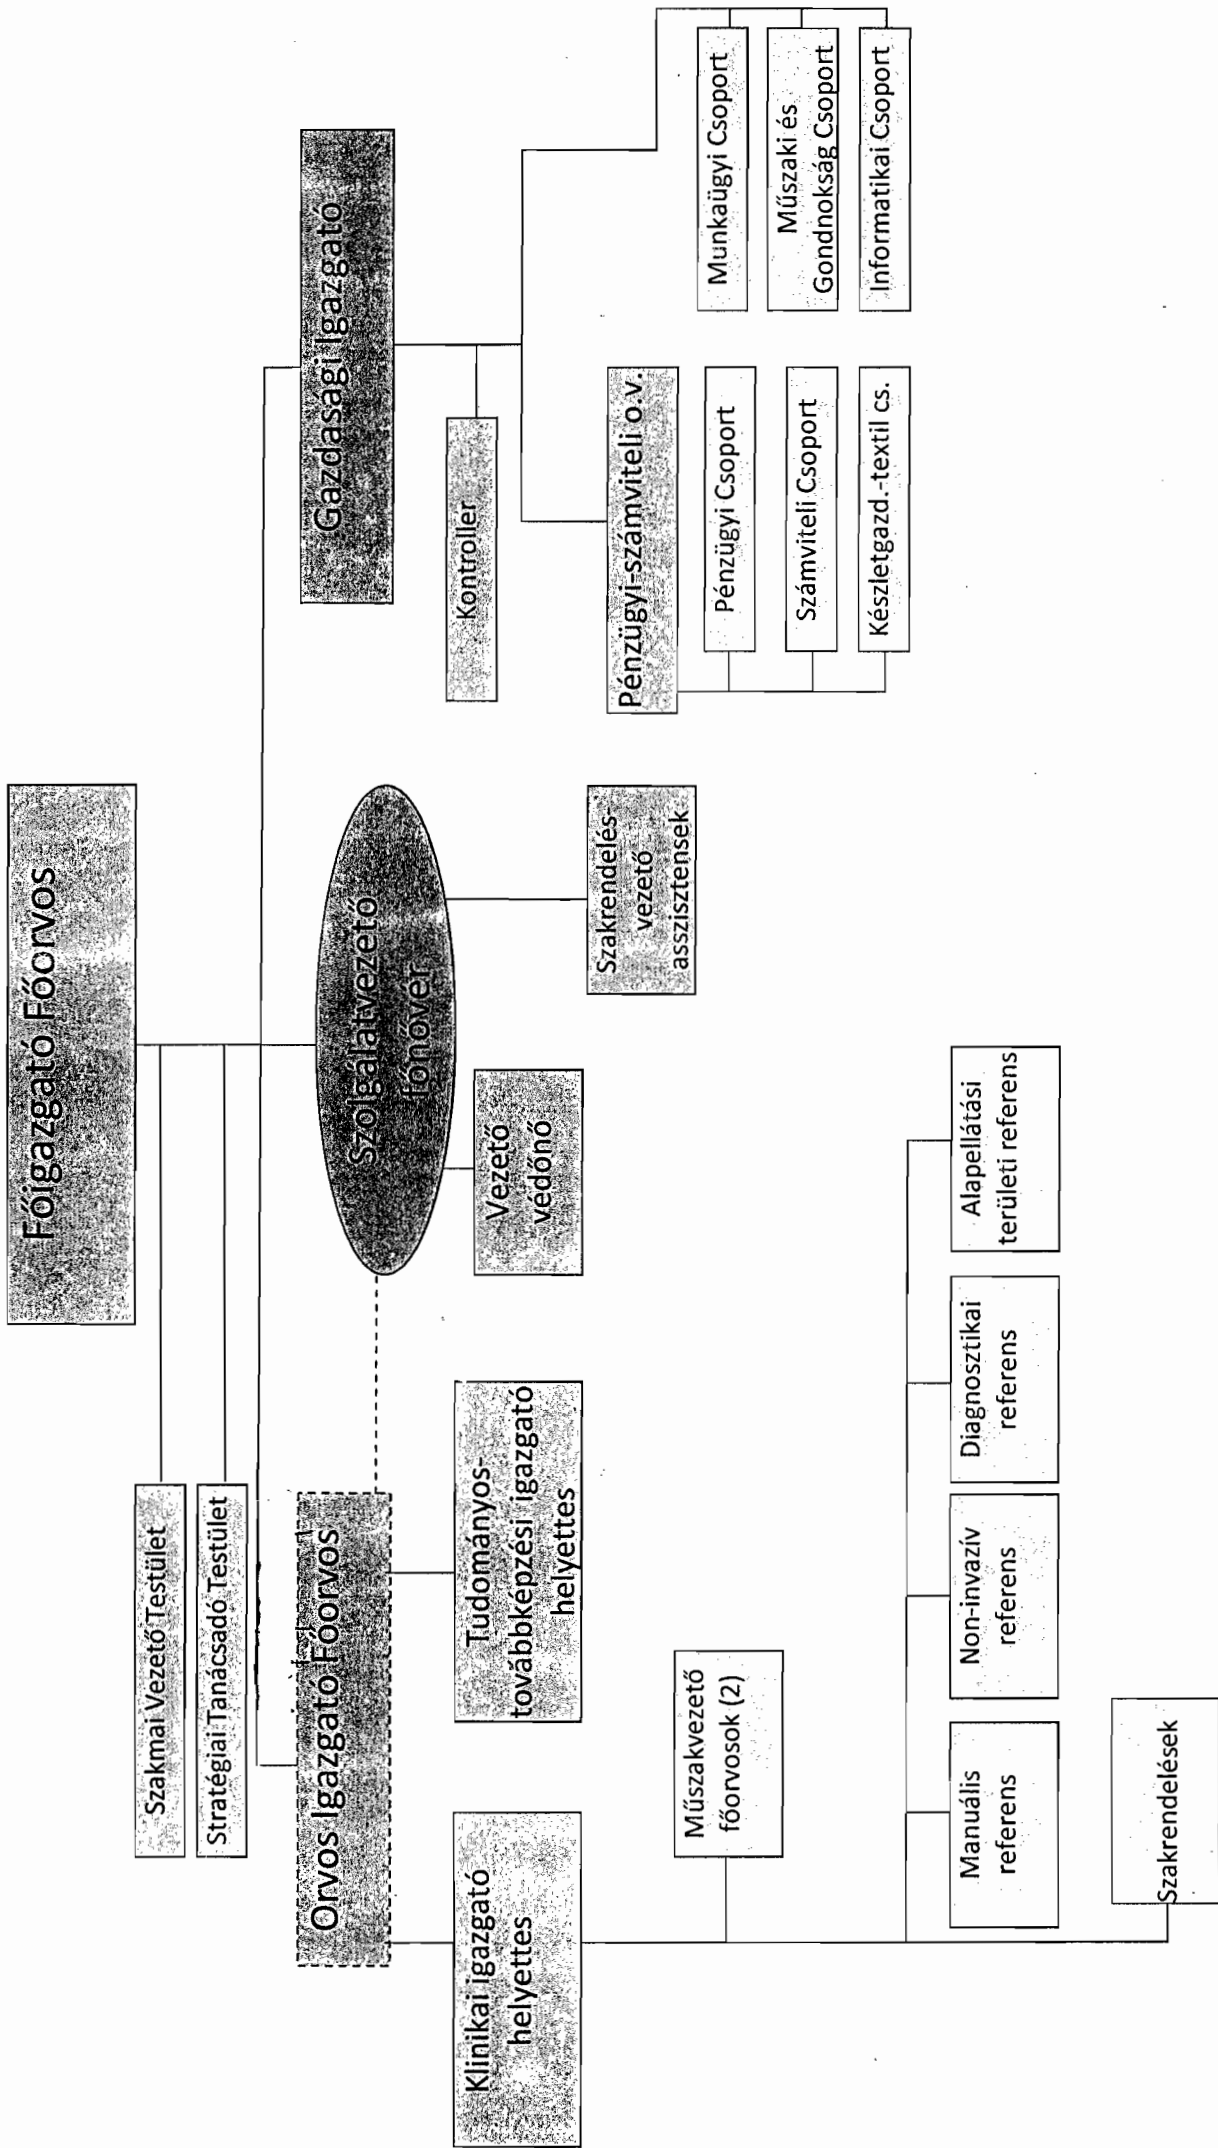 Főigazgató Főorvos
Szakmai Vezető Testület
Stratégiai Tanácsadó Testület
Orvos Igazgató Főorvos
Szolgálatvezető
főnővér
Gazdasági Igazgató
Klinikai igazgató
helyettes
Tudományos-
továbbképzési igazgató
helyettes
Vezető
védőnő
Szakrendelés-
vezető
asszisztensek
Kontroller
Pénzügyi-számviteli o.v.
Pénzügyi Csoport
Számviteli Csoport
Készletgazd.-textil cs.
Munkaügyi Csoport
Műszaki és
Gondnokság Csoport
Informatikai Csoport
Műszakvezető
főorvosok (2)
Manuális
referens
Non-invazív
referens
Diagnosztikai
referens
Alapellátási
területi referens
Szakrendelések